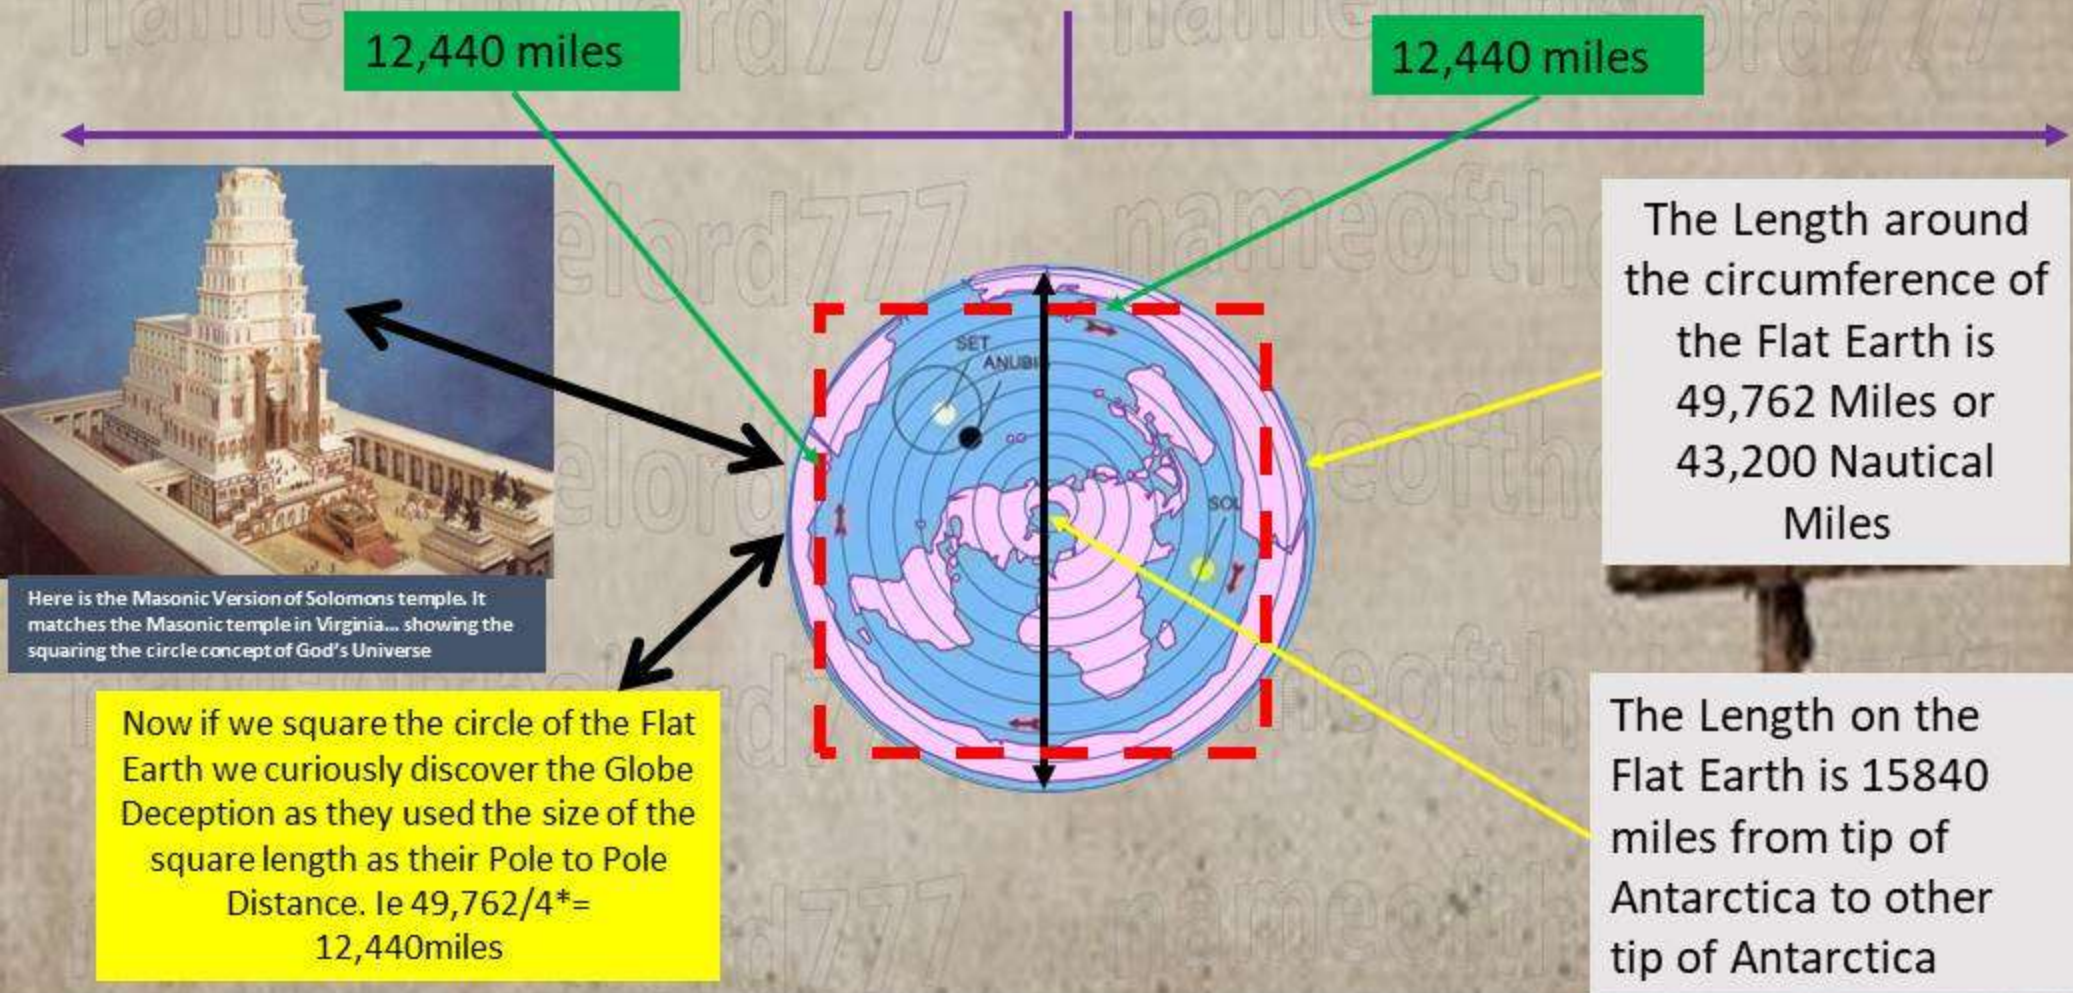 12,440 miles
12,440 miles
The Length around
the circumference of
the Flat Earth is
49,762 Miles or
43,200 Nautical
Miles
SET
ANUBI
SOL
Here is the Masonic Version of Solomons temple. It
matches the Masonic temple in Virginia... showing the
squaring the circle concept of God's Universe
Now if we square the circle of the Flat
Earth we curiously discover the Globe
Deception as they used the size of the
square length as their Pole to Pole
Distance. Ie 49,762/4*=
12,440miles
The Length on the
Flat Earth is 15840
miles from tip of
Antarctica to other
tip of Antarctica